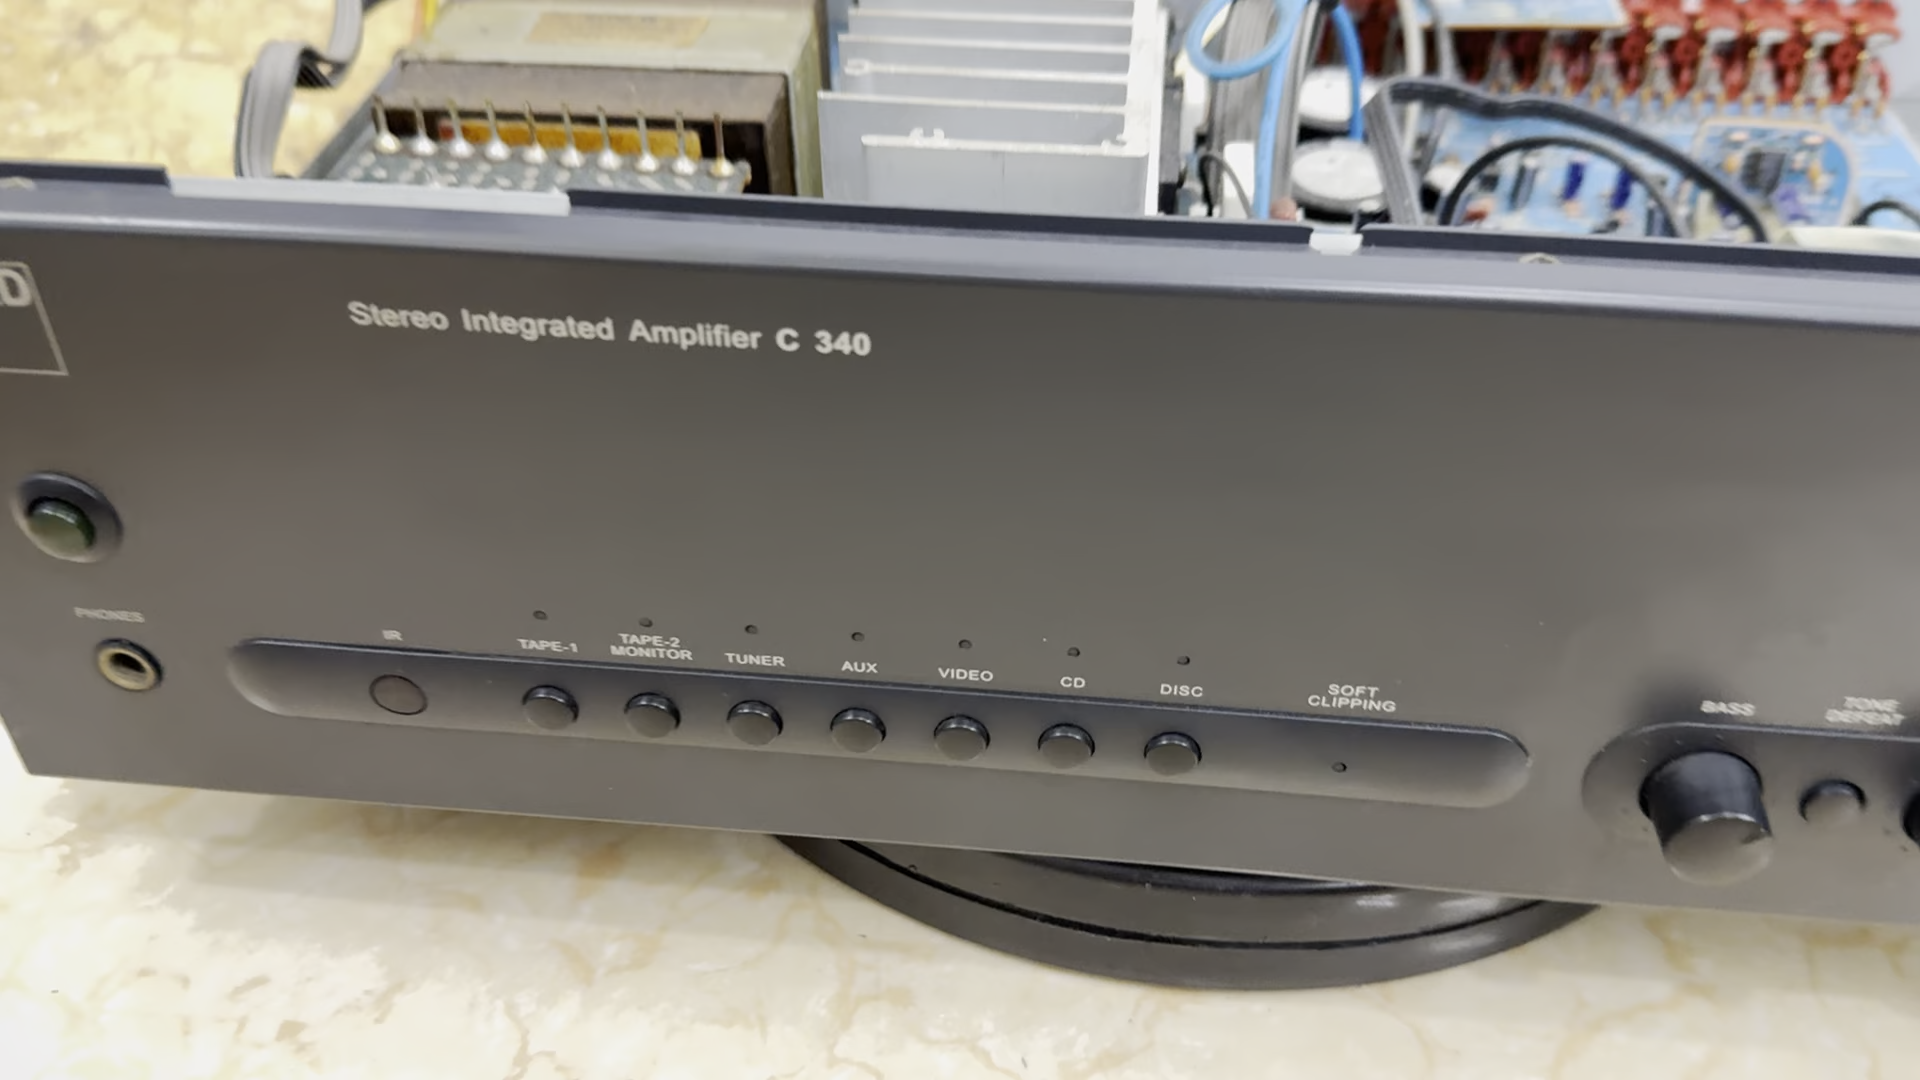 D
Stereo Integrated Amplifier C 340
PHONES
IR
TAPE-1
TAPE-2
MONITOR
TUNER
AUX
VIDEO
CD
DISC
SOFT
CLIPPING
BASS
TONE
DEFEAT